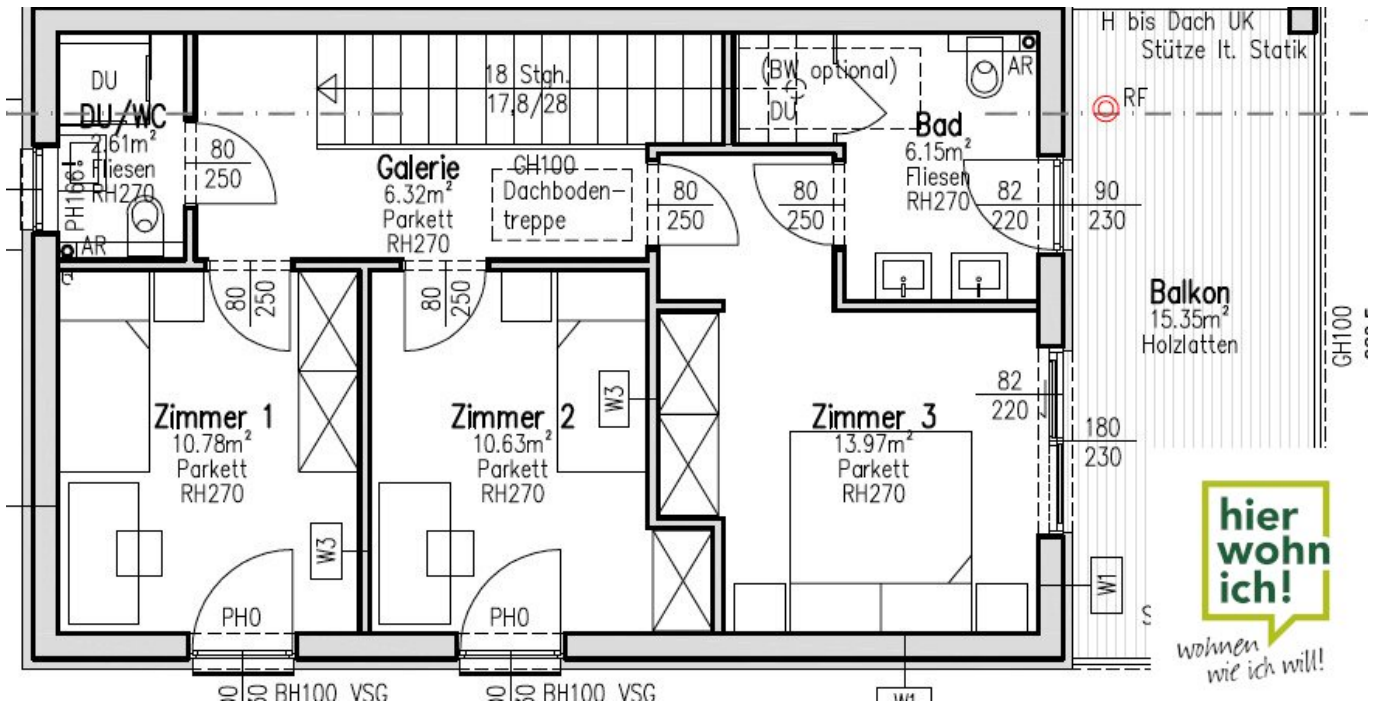 H bis Dach UK
Stütze lt. Statik
DU
DU/WC
2.61m²
Fliesen
RH270
PH166
AR
80
250
18 Stgh.
17,8/28
Galerie
6.32m²
Parkett
RH270
GH100
Dachboden-
treppe
80
250
80
250
(BW optional)
DU
Bad
6.15m²
Fliesen
RH270
AR
82
220
90
230
RF
Balkon
15.35m²
Holzlatten
GH100
80
250
80
250
Zimmer 1
10.78m²
Parkett
RH270
W3
PH0
Zimmer 2
10.63m²
Parkett
RH270
W3
PH0
Zimmer 3
13.97m²
Parkett
RH270
82
220
180
230
W1
BH100 VSG
BH100 VSG
W1
hier
wohn
ich!
wohnen
wie ich will!